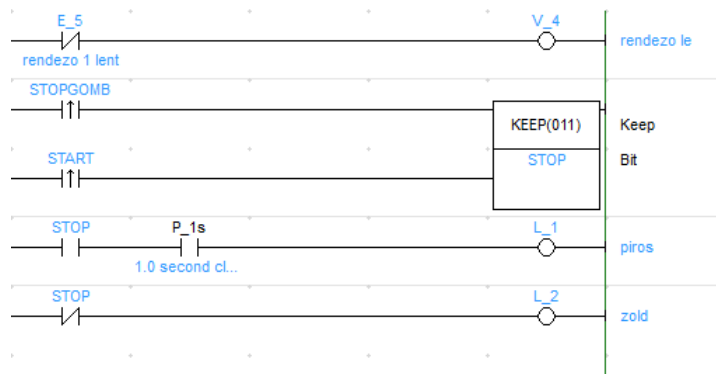 E_5 V_4
rendezo le
rendezo 1 lent
STOPGOMB
KEEP(011) Keep
START STOP Bit
STOP P_1s L_1
piros
1.0 second cl...
STOP L_2
zold